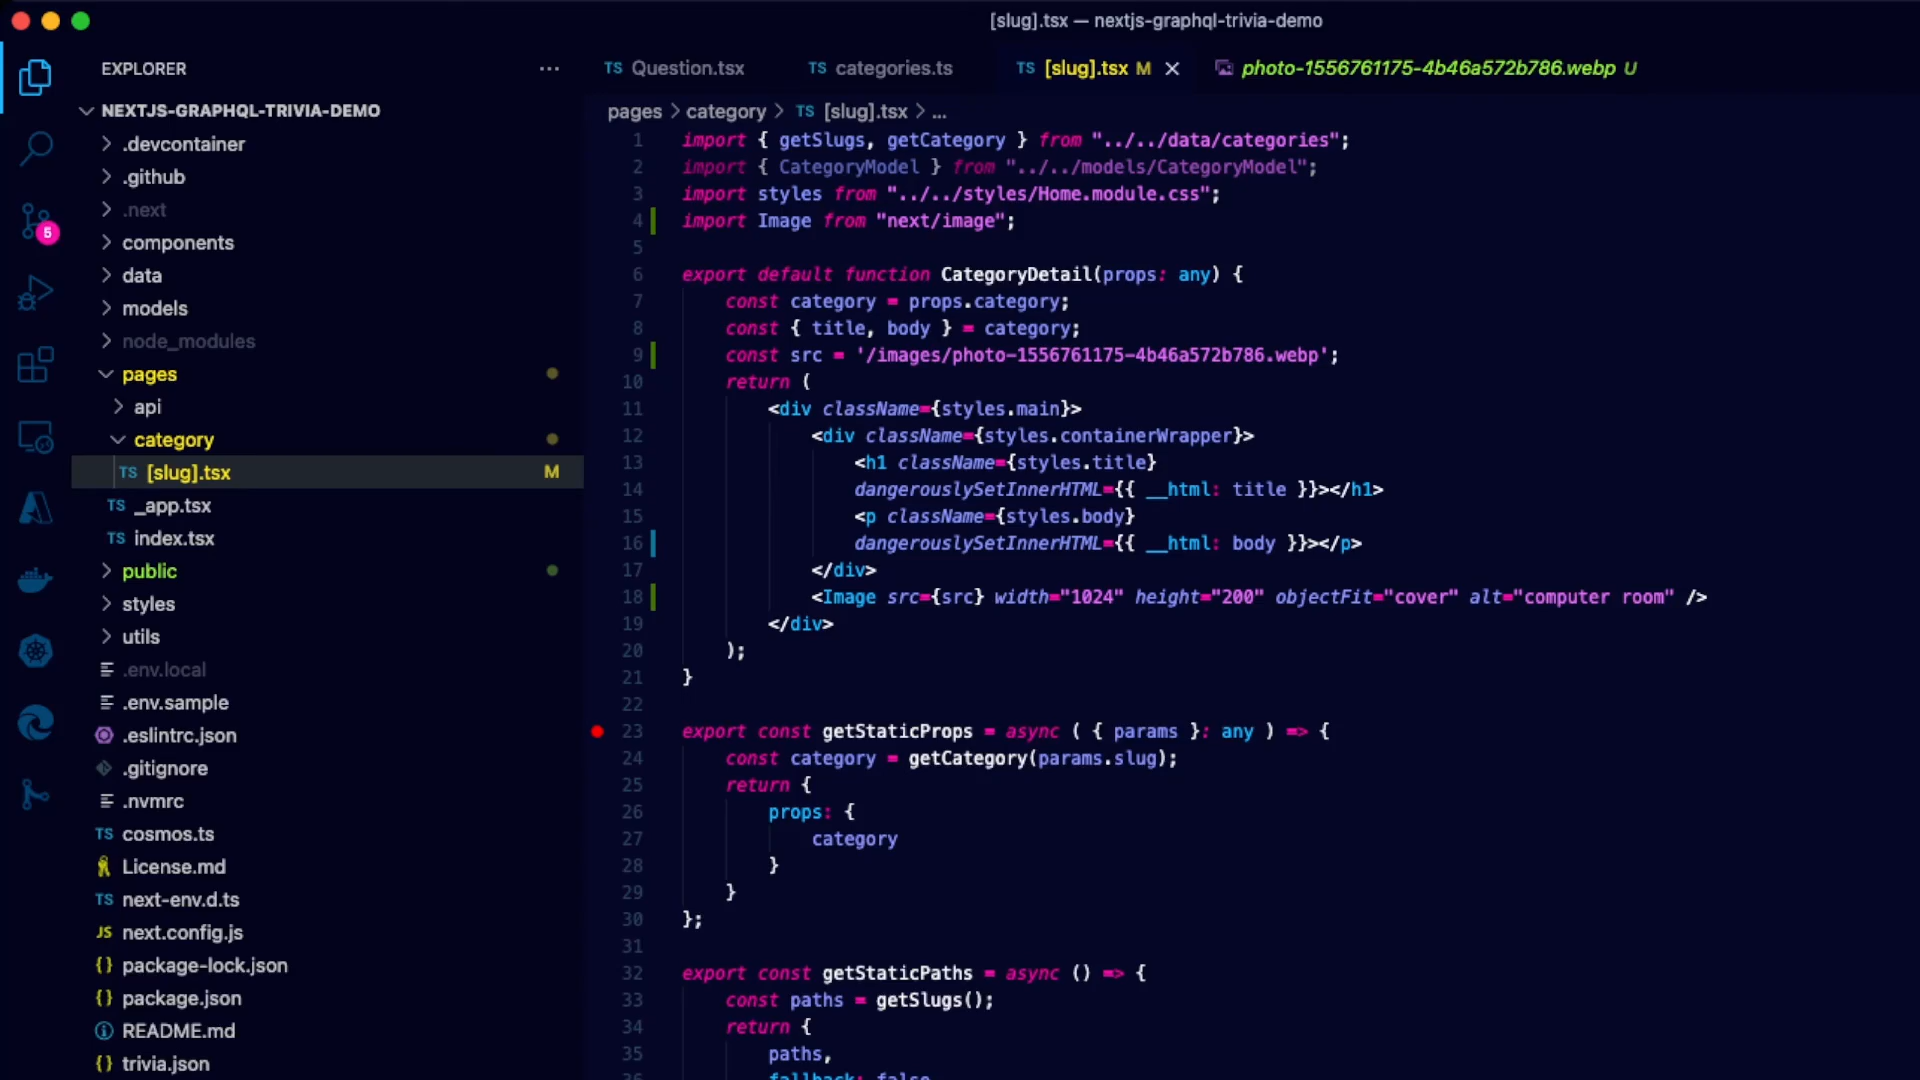 [slug].tsx — nextjs-graphql-trivia-demo
EXPLORER
NEXTJS-GRAPHQL-TRIVIA-DEMO
.devcontainer
.github
.next
5
components
data
models
node_modules
pages
api
category
TS [slug].tsx M
TS _app.tsx
TS index.tsx
public
styles
utils
.env.local
.env.sample
.eslintrc.json
.gitignore
.nvmrc
TS cosmos.ts
License.md
TS next-env.d.ts
JS next.config.js
{} package-lock.json
{} package.json
README.md
{} trivia.json
TS Question.tsx TS categories.ts TS [slug].tsx M photo-1556761175-4b46a572b786.webp U
pages > category > TS [slug].tsx > ...
1 import { getSlugs, getCategory } from "../../data/categories";
2 import { CategoryModel } from "../../models/CategoryModel";
3 import styles from "../../styles/Home.module.css";
4 import Image from "next/image";
5
6 export default function CategoryDetail(props: any) {
7 const category = props.category;
8 const { title, body } = category;
9 const src = '/images/photo-1556761175-4b46a572b786.webp';
10 return (
11 <div className={styles.main}>
12 <div className={styles.containerWrapper}>
13 <h1 className={styles.title}
14 dangerouslySetInnerHTML={{ __html: title }}></h1>
15 <p className={styles.body}
16 dangerouslySetInnerHTML={{ __html: body }}></p>
17 </div>
18 <Image src={src} width="1024" height="200" objectFit="cover" alt="computer room" />
19 </div>
20 );
21 }
22
23 export const getStaticProps = async ( { params }: any ) => {
24 const category = getCategory(params.slug);
25 return {
26 props: {
27 category
28 }
29 }
30 };
31
32 export const getStaticPaths = async () => {
33 const paths = getSlugs();
34 return {
35 paths,
36 fallback: false